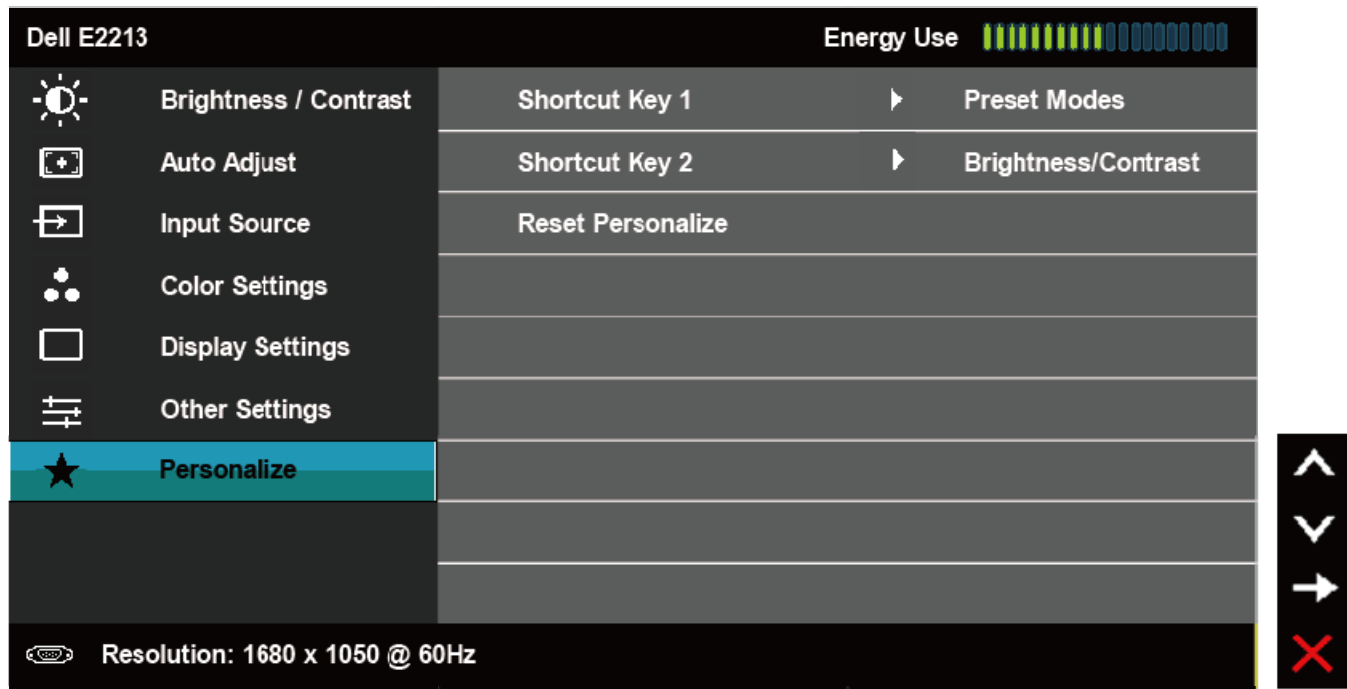 Dell E2213 Energy Use
Brightness / Contrast Shortcut Key 1 Preset Modes
Auto Adjust Shortcut Key 2 Brightness/Contrast
Input Source Reset Personalize
Color Settings
Display Settings
Other Settings
Personalize
Resolution: 1680 x 1050 @ 60Hz